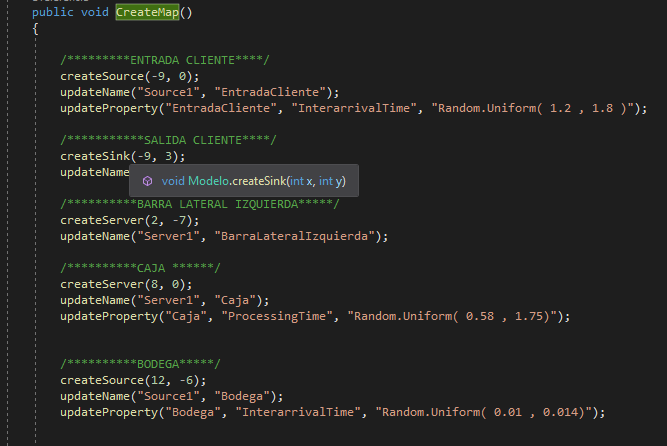 public void CreateMap()
{
/*********ENTRADA CLIENTE****/
createSource(-9, 0);
updateName("Source1", "EntradaCliente");
updateProperty("EntradaCliente", "InterarrivalTime", "Random.Uniform( 1.2 , 1.8 )");
/***********SALIDA CLIENTE****/
createSink(-9, 3);
updateName
void Modelo.createSink(int x, int y)
/**********BARRA LATERAL IZQUIERDA*****/
createServer(2, -7);
updateName("Server1", "BarraLateralIzquierda");
/**********CAJA ******/
createServer(8, 0);
updateName("Server1", "Caja");
updateProperty("Caja", "ProcessingTime", "Random.Uniform( 0.58 , 1.75)");
/**********BODEGA*****/
createSource(12, -6);
updateName("Source1", "Bodega");
updateProperty("Bodega", "InterarrivalTime", "Random.Uniform( 0.01 , 0.014)");